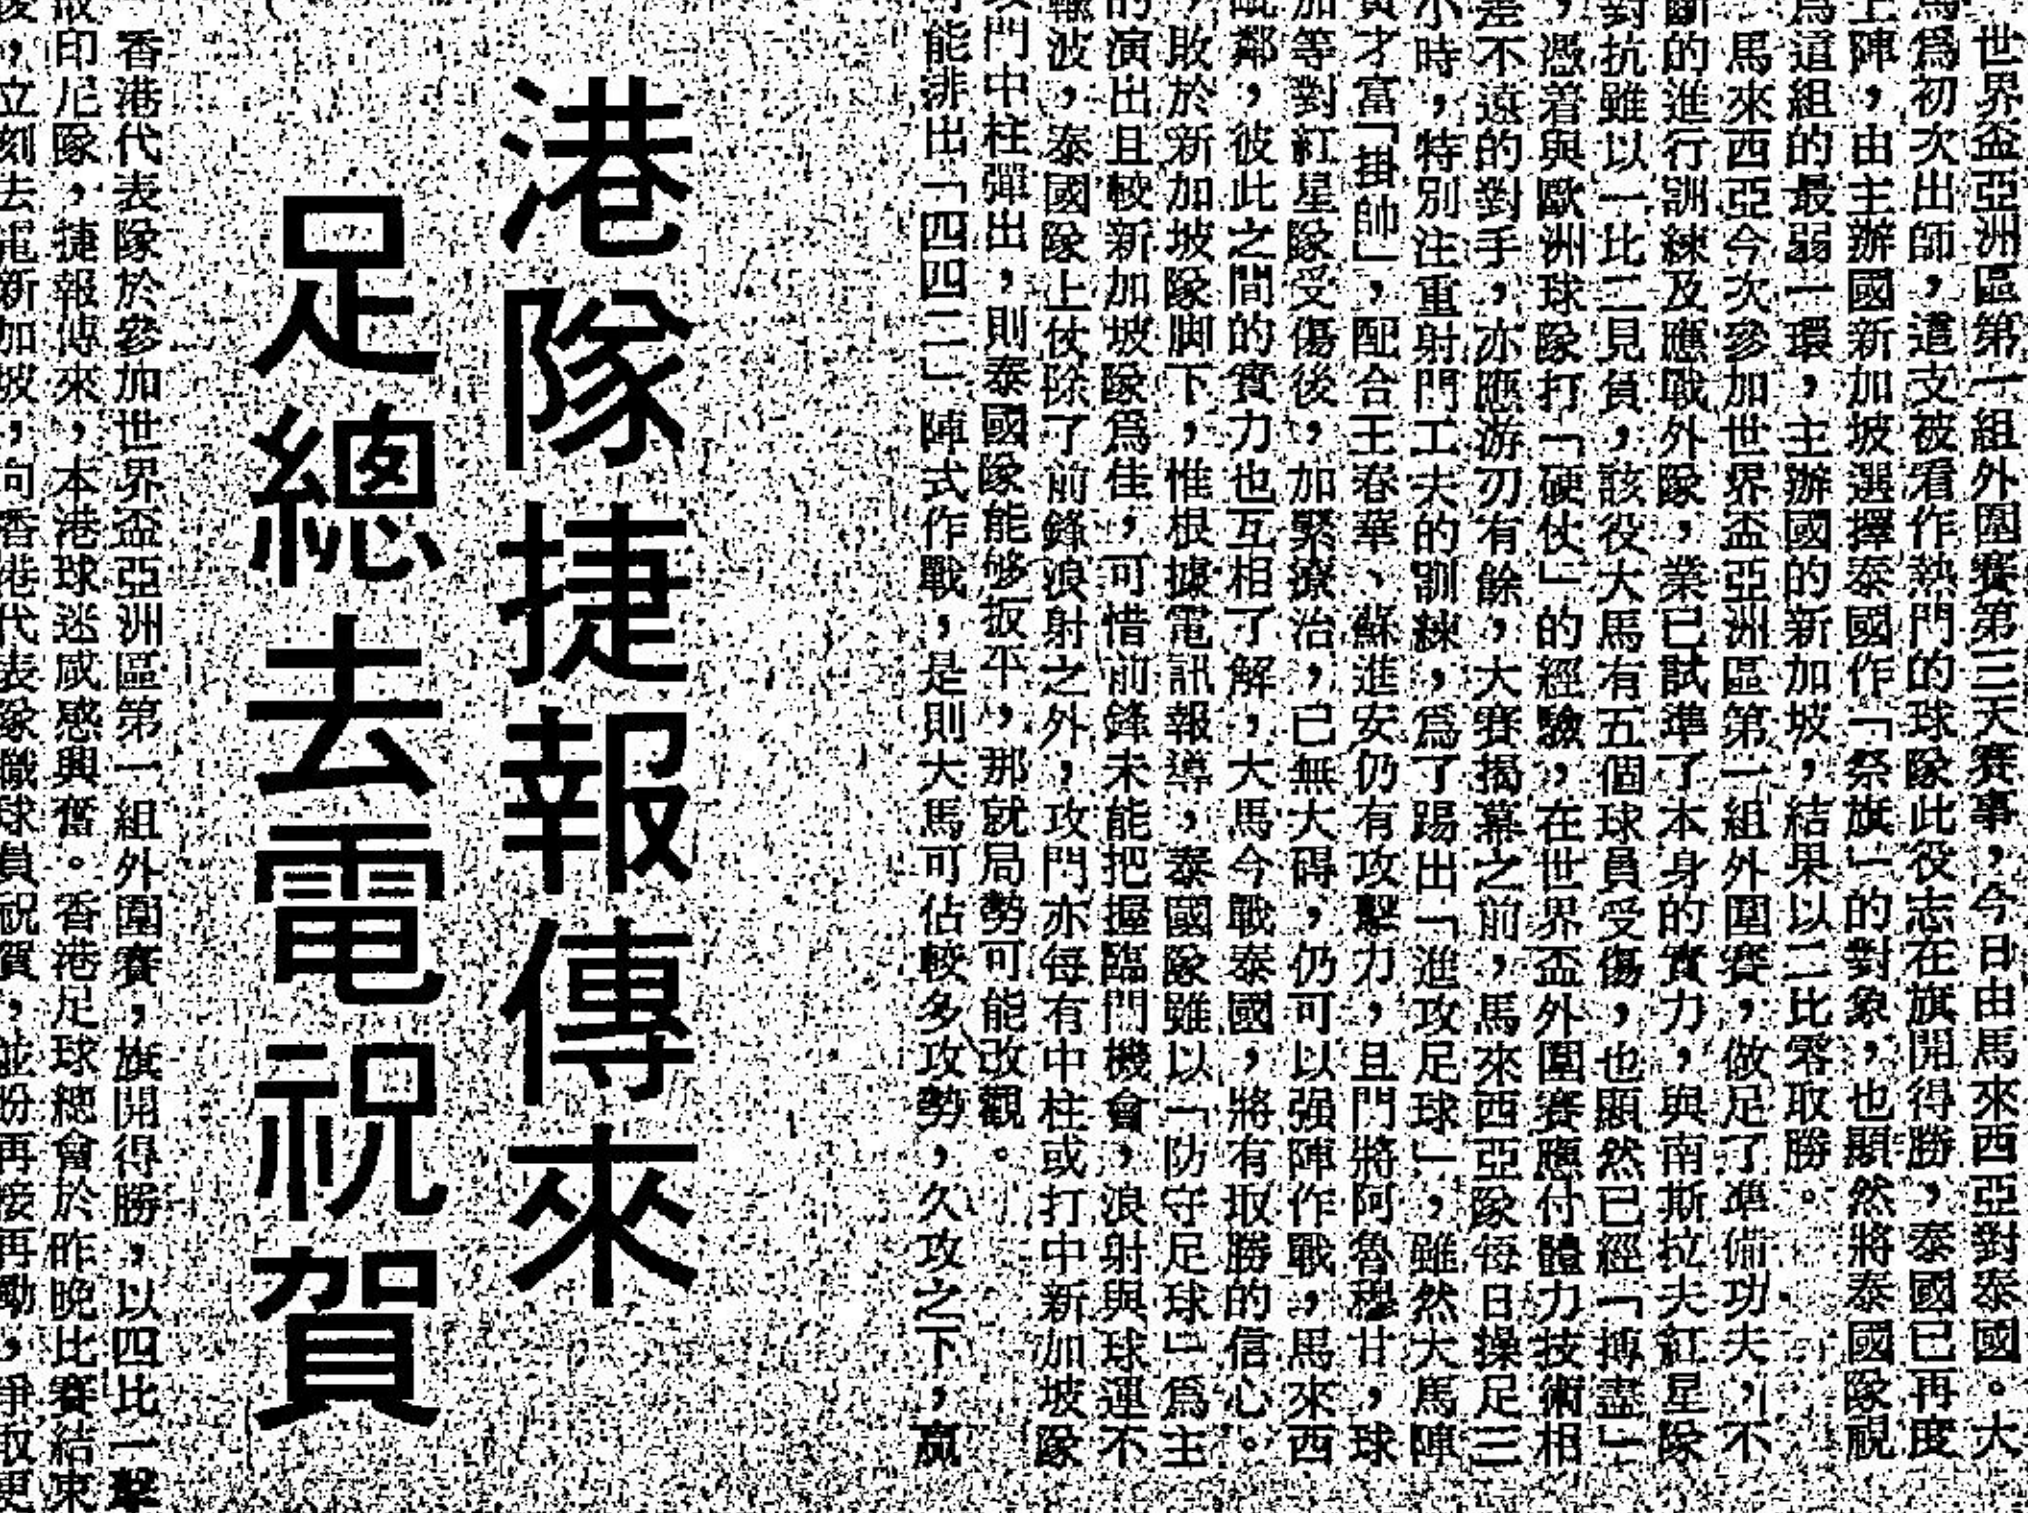 世界盃亞洲區第一組外圍賽第三天賽事，今日由馬來西亞對泰國。大
馬爲初次出師，這支被看作熱門的球隊此役志在旗開得勝，泰國已再度
上陣，由主辦國新加坡選擇泰國作「祭旗」的對象，也顯然將泰國隊視
爲這組的最弱一環，主辦國的新加坡，結果以二比零取勝。
馬來西亞今次參加世界盃亞洲區第一組外圍賽，做足了準備功夫，不
斷的進行訓練及應戰外隊，業已試準了本身的實力，與南斯拉夫紅星隊
對抗雖以一比二見負，該役大馬有五個球員受傷，也顯然已經「搏盡」
，憑着與歐洲球隊打「硬仗」的經驗，在世界盃外圍賽應付體力技術相
差不遠的對手，亦應游刃有餘，大賽揭幕之前，馬來西亞隊每日操足三
小時，特別注重射門工夫的訓練，爲了踢出「進攻足球」，雖然大馬陣
才富「掛帥」，配合王春華、蘇進安仍有攻擊力，且門將阿魯穆甘，球
加等對紅星隊受傷後，加緊療治，已無大碍，仍可以强陣作戰，馬來西
鄰，彼此之間的實力也互相了解，大馬今戰泰國，將有取勝的信心。
，敗於新加坡隊脚下，惟根據電訊報導，泰國隊雖以「防守足球」爲主
的演出且較新加坡隊爲佳，可惜前鋒未能把握臨門機會，浪射與球運不
輸波，泰國隊上仗除了前鋒浪射之外，攻門亦每有中柱或打中新加坡隊
攻門中柱彈出，則泰國隊能够扳平，那就局勢可能改觀。
能排出「四四二」陣式作戰，是則大馬可佔較多攻勢，久攻之下，贏
港隊捷報傳來
足總去電祝賀
香港代表隊於參加世界盃亞洲區第一組外圍賽，旗開得勝，以四比一擊
敗印尼隊，捷報傳來，本港球迷咸感興奮。香港足球總會於昨晚比賽結束
後，立刻去電新加坡，向香港代表隊職球員祝賀，並盼再接再勵，爭取更